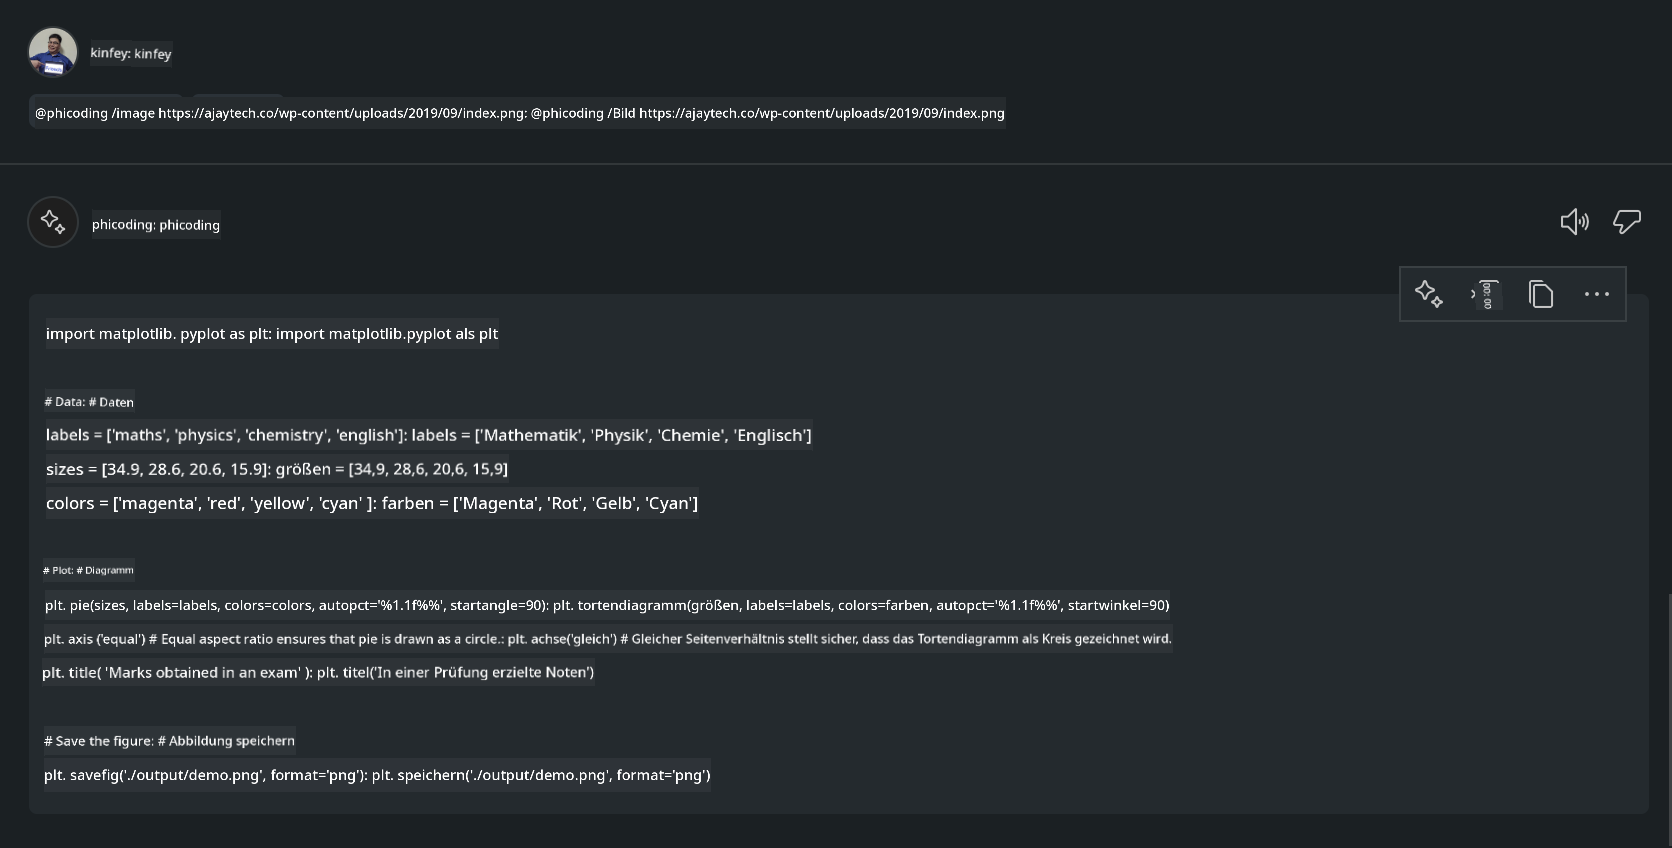 kinfey: kinfey
@phicoding /image https://ajaytech.co/wp-content/uploads/2019/09/index.png: @phicoding /Bild https://ajaytech.co/wp-content/uploads/2019/09/index.png
phicoding: phicoding
import matplotlib. pyplot as plt: import matplotlib.pyplot als plt
# Data: # Daten
labels = ['maths', 'physics', 'chemistry', 'english']: labels = ['Mathematik', 'Physik', 'Chemie', 'Englisch']
sizes = [34.9, 28.6, 20.6, 15.9]: größen = [34,9, 28,6, 20,6, 15,9]
colors = ['magenta', 'red', 'yellow', 'cyan' ]: farben = ['Magenta', 'Rot', 'Gelb', 'Cyan']
# Plot: # Diagramm
plt. pie(sizes, labels=labels, colors=colors, autopct='%1.1f%%', startangle=90): plt. tortendiagramm(größen, labels=labels, colors=farben, autopct='%1.1f%%', startwinkel=90)
plt. axis ('equal') # Equal aspect ratio ensures that pie is drawn as a circle.: plt. achse('gleich') # Gleicher Seitenverhältnis stellt sicher, dass das Tortendiagramm als Kreis gezeichnet wird.
plt. title( 'Marks obtained in an exam' ): plt. titel('In einer Prüfung erzielte Noten')
# Save the figure: # Abbildung speichern
plt. savefig('./output/demo.png', format='png'): plt. speichern('./output/demo.png', format='png')